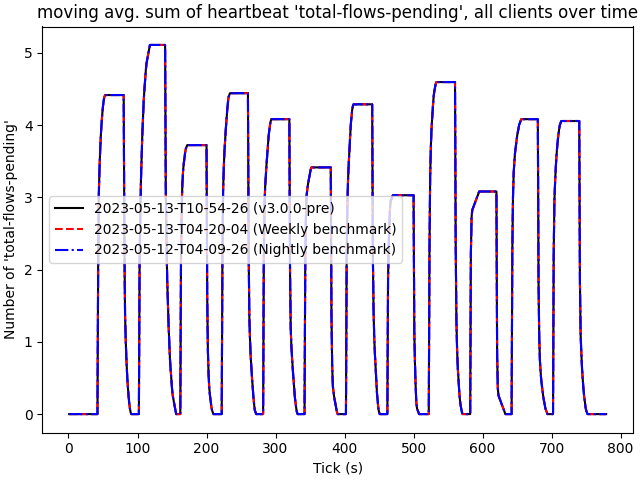 moving avg. sum of heartbeat 'total-flows-pending', all clients over time
Number of 'total-flows-pending'
5
4
3
2
1
0
2023-05-13-T10-54-26 (v3.0.0-pre)
2023-05-13-T04-20-04 (Weekly benchmark)
2023-05-12-T04-09-26 (Nightly benchmark)
0 100 200 300 400 500 600 700 800
Tick (s)